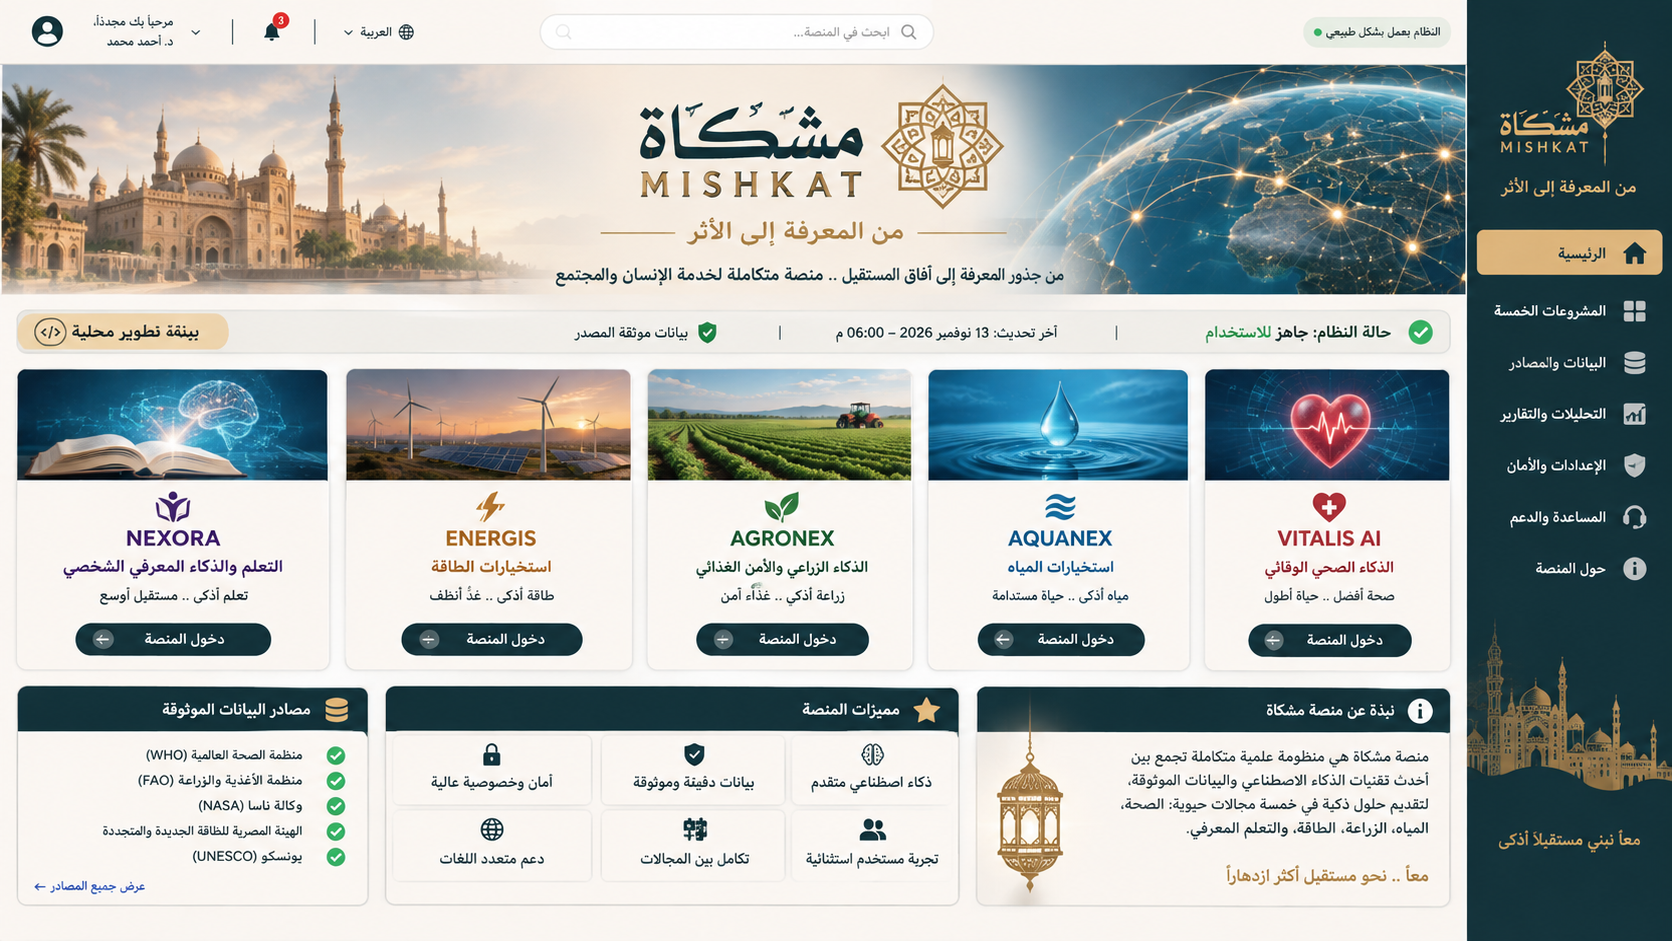 النظام يعمل بشكل طبيعي
ابحث في المنصة...
العربية
3
مرحباً بك مجدداً،
د. أحمد محمد
مشكاة
MISHKAT
من المعرفة إلى الأثر
الرئيسية
المشروعات الخمسة
البيانات والمصادر
التحليلات والتقارير
الإعدادات والأمان
المساعدة والدعم
حول المنصة
معاً نبني مستقبلاً أذكى
مشكاة
MISHKAT
من المعرفة إلى الأثر
من جذور المعرفة إلى آفاق المستقبل .. منصة متكاملة لخدمة الإنسان والمجتمع
حالة النظام: جاهز للاستخدام
آخر تحديث: 13 نوفمبر 2026 – 06:00 م
بيانات موثقة المصدر
تطوير محلية </>
VITALIS AI
الذكاء الصحي الوقائي
صحة أفضل .. حياة أطول
دخول المنصة
AQUANEX
استخبارات المياه
مياه أذكى .. حياة مستدامة
دخول المنصة
AGRONEX
الذكاء الزراعي والأمن الغذائي
زراعة أذكى .. غذاء آمن
دخول المنصة
ENERGIS
استخبارات الطاقة
طاقة أذكى .. غدٌ أنظف
دخول المنصة
NEXORA
التعلم والذكاء المعرفي الشخصي
تعلم أذكى .. مستقبل أوسع
دخول المنصة
نبذة عن منصة مشكاة
منصة مشكاة هي منظومة علمية متكاملة تجمع بين
أحدث تقنيات الذكاء الاصطناعي والبيانات الموثوقة،
لتقديم حلول ذكية في خمسة مجالات حيوية: الصحة،
المياه، الزراعة، الطاقة، والتعلم المعرفي.
معاً .. نحو مستقبل أكثر ازدهاراً
مميزات المنصة
ذكاء اصطناعي متقدم
بيانات دقيقة وموثوقة
أمان وخصوصية عالية
تجربة مستخدم استثنائية
تكامل بين المجالات
دعم متعدد اللغات
مصادر البيانات الموثوقة
منظمة الصحة العالمية (WHO)
منظمة الأغذية والزراعة (FAO)
وكالة ناسا (NASA)
الهيئة المصرية للطاقة الجديدة والمتجددة
يونسكو (UNESCO)
عرض جميع المصادر ←